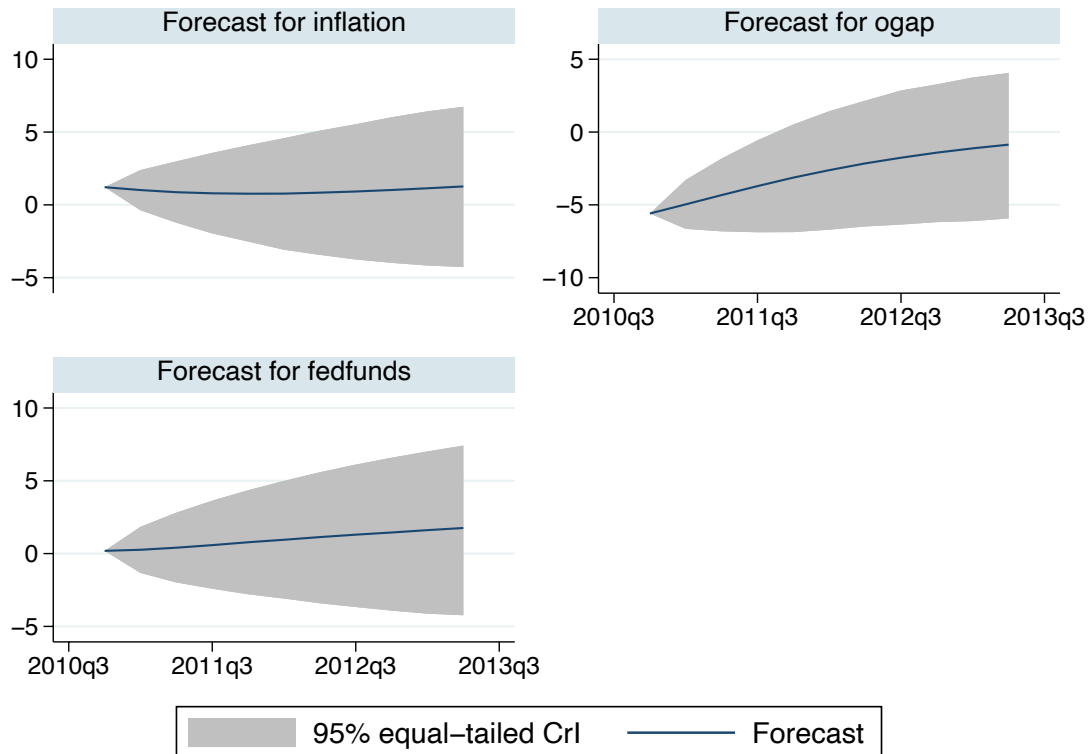 Forecast for inflation
10
5
0
−5
Forecast for ogap
5
0
−5
−10
2010q3 2011q3 2012q3 2013q3
Forecast for fedfunds
10
5
0
−5
2010q3 2011q3 2012q3 2013q3
95% equal−tailed CrI Forecast